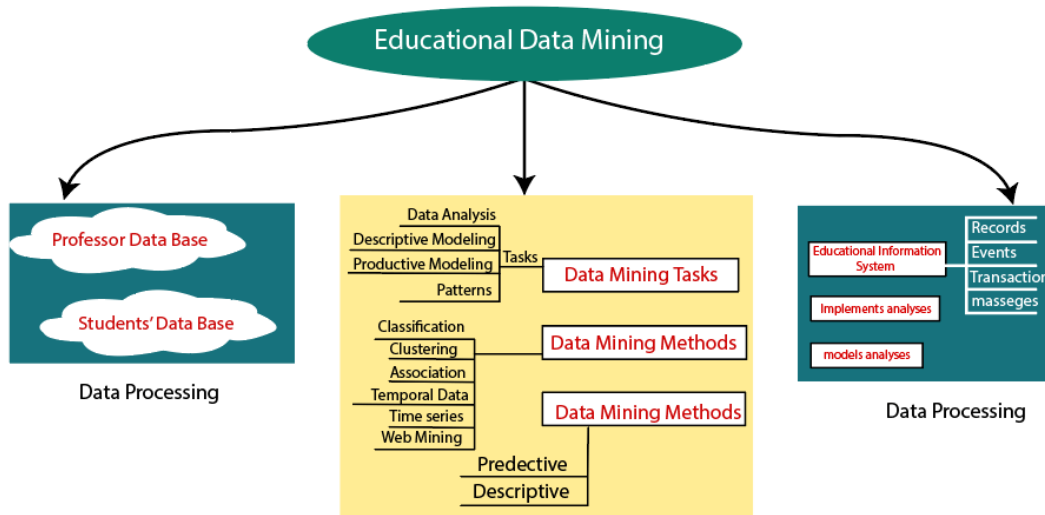 Educational Data Mining
Professor Data Base
Students' Data Base
Data Processing
Data Analysis
Descriptive Modeling
Productive Modeling
Patterns
Tasks
Data Mining Tasks
Classification
Clustering
Association
Temporal Data
Time series
Web Mining
Data Mining Methods
Data Mining Methods
Predective
Descriptive
Educational Information
System
Records
Events
Transaction
masseges
Implements analyses
models analyses
Data Processing